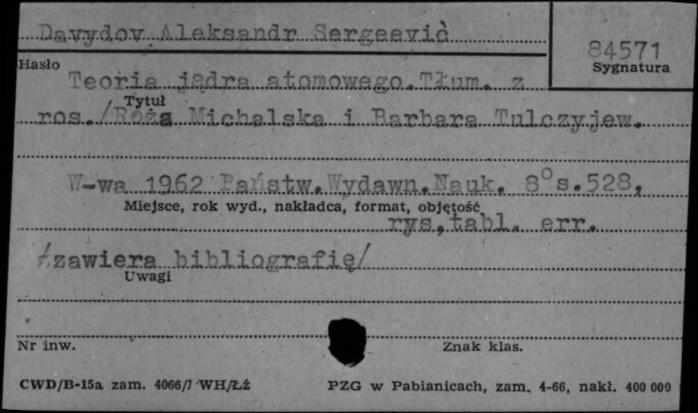 Davydov Aleksandr Sergeevič
84571
Hasło
Sygnatura
Teoria jądra atomowego.Tłum. z
Tytuł
ros./Róża Michalska i Barbara Tulczyjew.
W-wa 1962 Państw.Wydawn.Nauk. 8° s.528,
Miejsce, rok wyd., nakładca, format, objętość
rys,tabl. err.
/zawiera bibliografię/
Uwagi
Nr inw.
Znak klas.
CWD/B-15a zam. 4066/7 WH/Łż
PZG w Pabianicach, zam. 4-66, nakł. 400 000